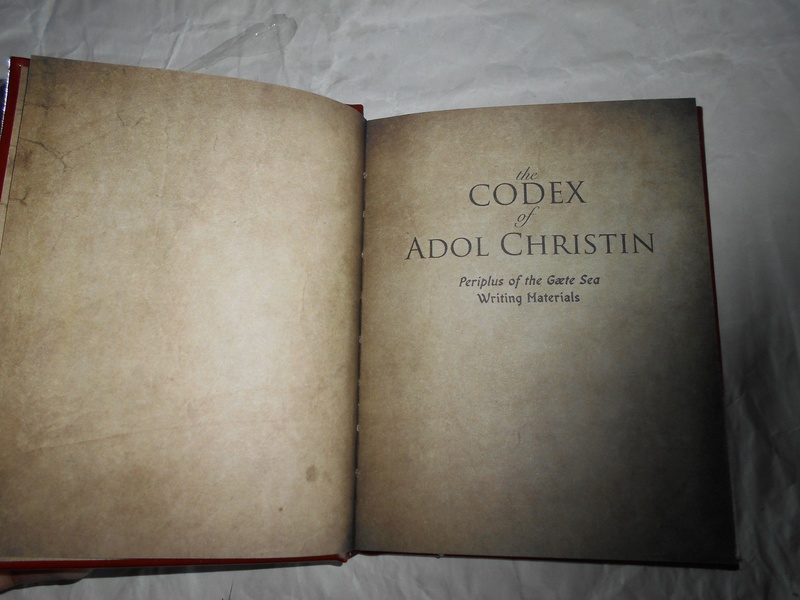 the
CODEX
of
ADOL CHRISTIN
Periplus of the Gæte Sea
Writing Materials